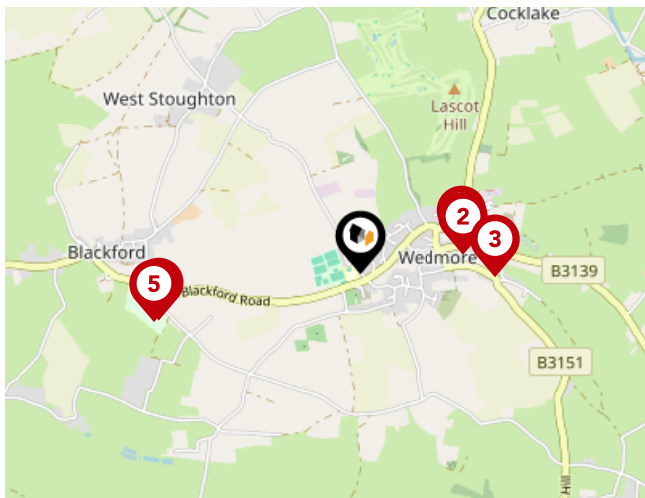 Cocklake
West Stoughton
Lascot
Hill
2
3
Blackford
Wedmore
B3139
5
Blackford Road
B3151
Hill